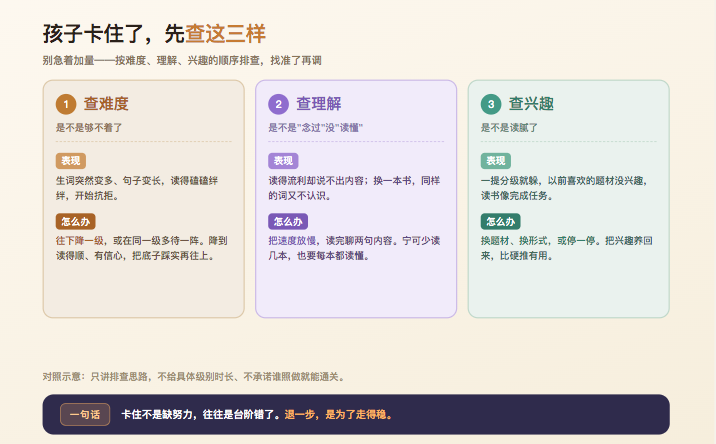 孩子卡住了，先查这三样
别急着加量——按难度、理解、兴趣的顺序排查，找准了再调
1 查难度
是不是够不着了
表现
生词突然变多、句子变长，读得磕磕绊
绊，开始抗拒。
怎么办
往下降一级，或在同一级多待一阵。降到
读得顺、有信心，把底子踩实再往上。
2 查理解
是不是"念过"没"读懂"
表现
读得流利却说不出内容；换一本书，同样
的词又不认识。
怎么办
把速度放慢，读完聊两句内容。宁可少读
几本，也要每本都读懂。
3 查兴趣
是不是读腻了
表现
一提分级就躲，以前喜欢的题材没兴趣，
读书像完成任务。
怎么办
换题材、换形式，或停一停。把兴趣养回
来，比硬推有用。
对照示意：只讲排查思路，不给具体级别时长、不承诺谁照做就能通关。
一句话
卡住不是缺努力，往往是台阶错了。退一步，是为了走得稳。